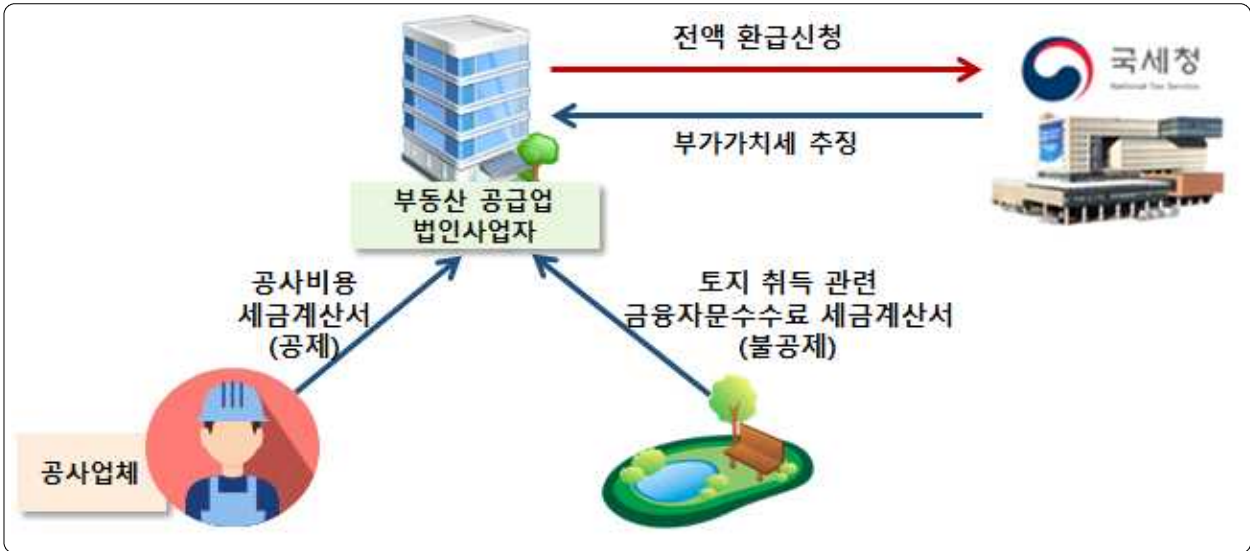 전액 환급신청
국세청
National Tax Service
부가가치세 추징
부동산 공급업
법인사업자
공사비용
세금계산서
(공제)
토지 취득 관련
금융자문수수료 세금계산서
(불공제)
공사업체